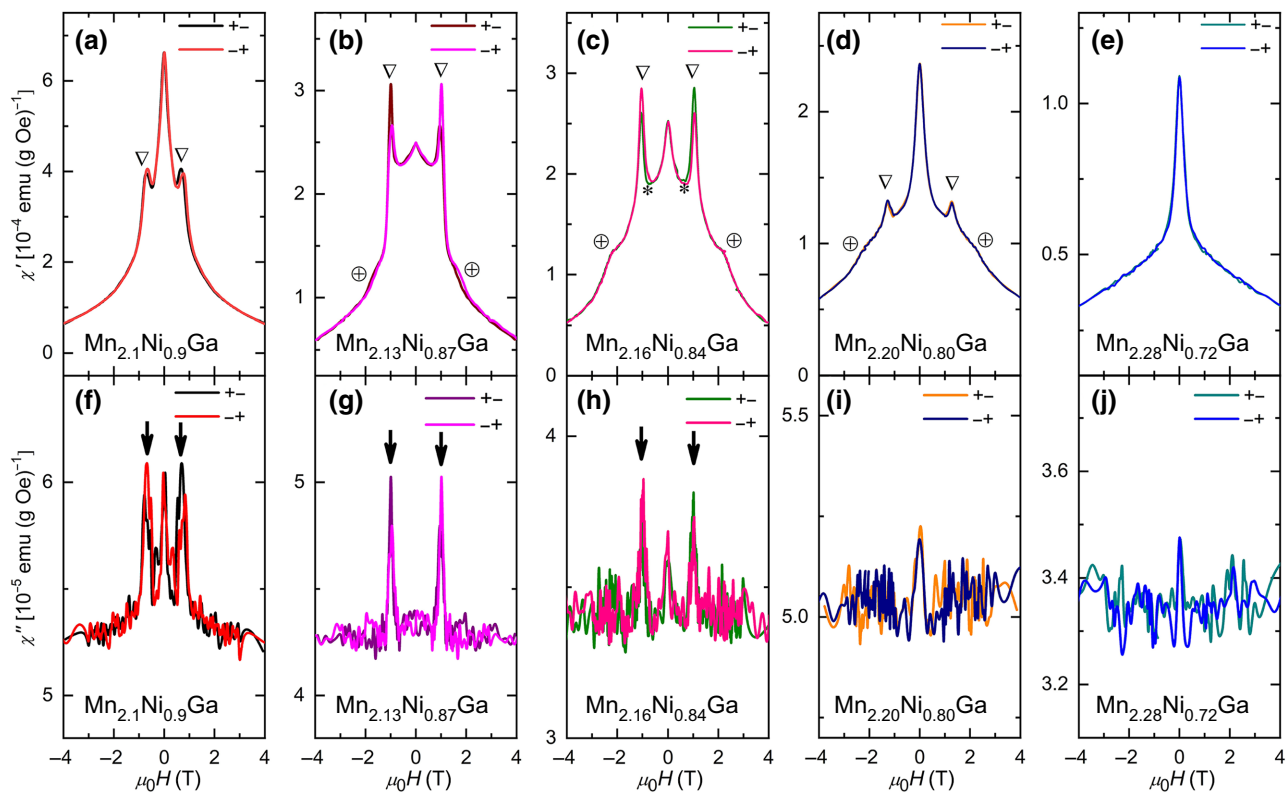 (a)
+−
−+
∇ ∇
χ′ [10⁻⁴ emu (g Oe)⁻¹]
6
4
2
0
Mn₂.₁Ni₀.₉Ga
(b)
+−
−+
∇ ∇
⊕ ⊕
3
2
1
Mn₂.₁₃Ni₀.₈₇Ga
(c)
+−
−+
∇ ∇
* *
⊕ ⊕
4
3
2
1
0
Mn₂.₁₆Ni₀.₈₄Ga
(d)
+−
−+
∇ ∇
⊕ ⊕
2
1
0
Mn₂.₂₀Ni₀.₈₀Ga
(e)
+−
−+
1.0
0.5
Mn₂.₂₈Ni₀.₇₂Ga
(f)
+−
−+
χ″ [10⁻⁵ emu (g Oe)⁻¹]
6
5
Mn₂.₁Ni₀.₉Ga
−4 −2 0 2 4
μ₀H (T)
(g)
+−
−+
5
4
Mn₂.₁₃Ni₀.₈₇Ga
−2 0 2 4
μ₀H (T)
(h)
+−
−+
4
3
Mn₂.₁₆Ni₀.₈₄Ga
−4 −2 0 2 4
μ₀H (T)
(i)
+−
−+
5.5
5.0
Mn₂.₂₀Ni₀.₈₀Ga
−4 −2 0 2 4
μ₀H (T)
(j)
+−
−+
3.6
3.4
3.2
Mn₂.₂₈Ni₀.₇₂Ga
−4 −2 0 2 4
μ₀H (T)